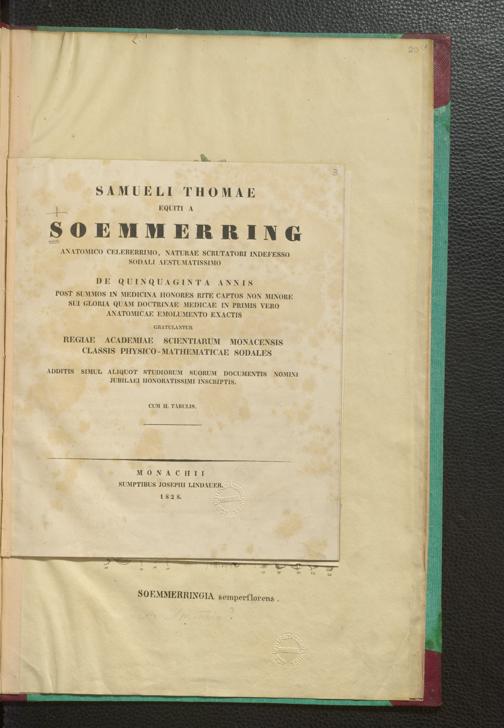 20
3
SAMUELI THOMAE
EQUITI A
SOEMMERRING
ANATOMICO CELEBERRIMO, NATURAE SCRUTATORI INDEFESSO
SODALI AESTUMATISSIMO
DE QUINQUAGINTA ANNIS
POST SUMMOS IN MEDICINA HONORES RITE CAPTOS NON MINORE
SUI GLORIA QUAM DOCTRINAE MEDICAE IN PRIMIS VERO
ANATOMICAE EMOLUMENTO EXACTIS
GRATULANTUR
REGIAE ACADEMIAE SCIENTIARUM MONACENSIS
CLASSIS PHYSICO-MATHEMATICAE SODALES
ADDITIS SIMUL ALIQUOT STUDIORUM SUORUM DOCUMENTIS NOMINI
JUBILAEI HONORATISSIMI INSCRIPTIS.
CUM II. TABULIS.
MONACHII
SUMPTIBUS JOSEPHI LINDAUER.
1828.
SOEMMERRINGIA semperflorens.